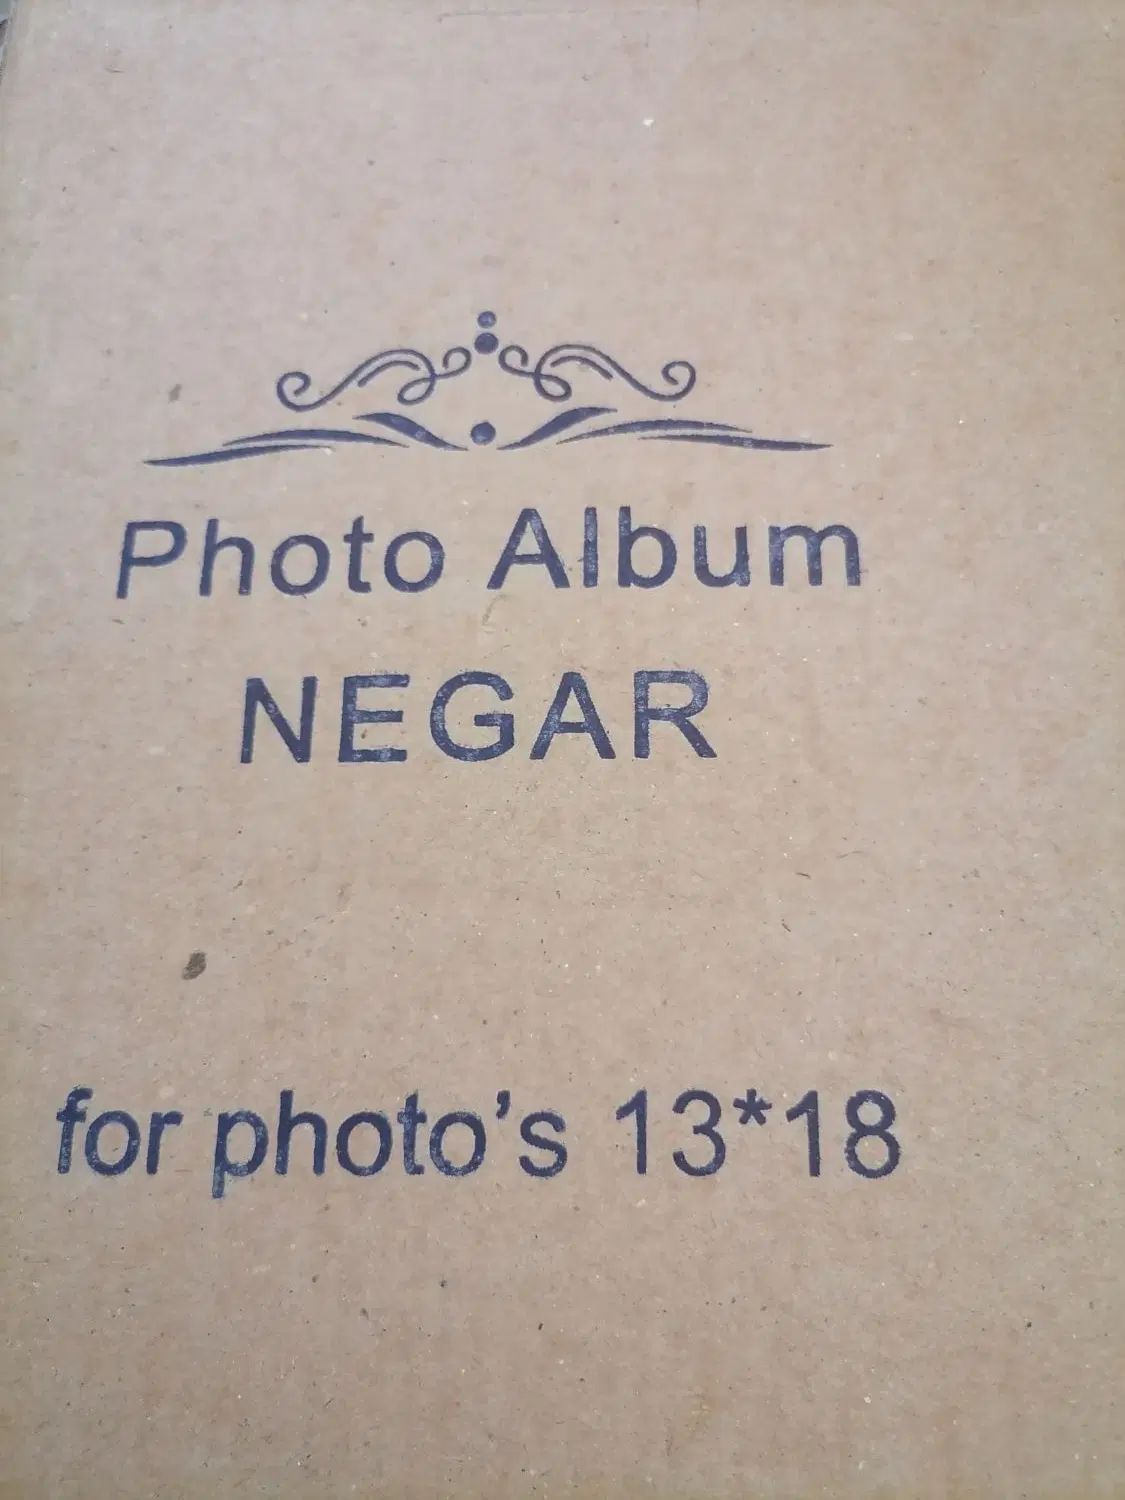 Photo Album
NEGAR
for photo’s 13*18